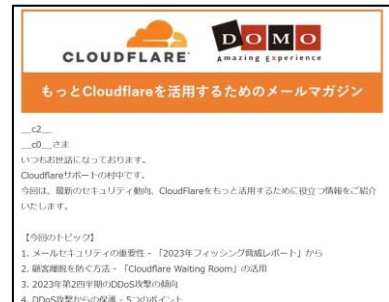 CLOUDFLARE
DOMO
Amazing Experience
もっとCloudflareを活用するためのメールマガジン
__c2__
__c0__さま
いつもお世話になっております。
Cloudflareサポートの村中です。
今回は、最新のセキュリティ動向、CloudFlareをもっと活用するために役立つ情報をご紹介
いたします。
【今回のトピック】
1. メールセキュリティの重要性 - 「2023年フィッシング脅威レポート」から
2. 顧客離脱を防ぐ方法 - 「Cloudflare Waiting Room」の活用
3. 2023年第2四半期のDDoS攻撃の傾向
4. DDoS攻撃からの保護 - 5つのポイント